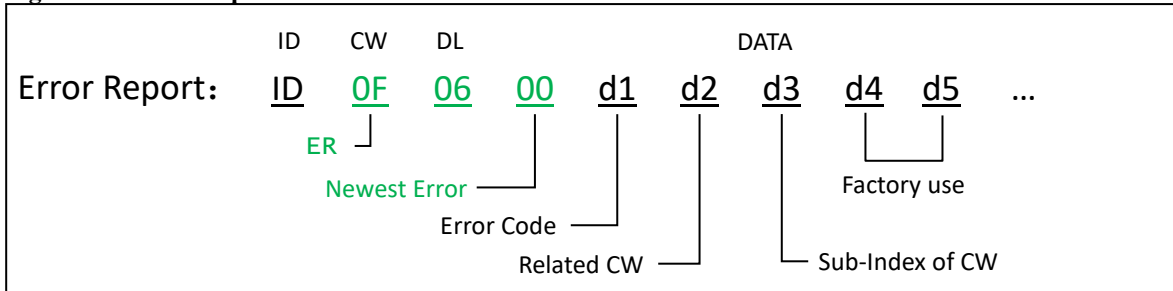 ID CW DL DATA
Error Report： ID 0F 06 00 d1 d2 d3 d4 d5 ...
ER
Newest Error
Factory use
Error Code
Related CW
Sub-Index of CW